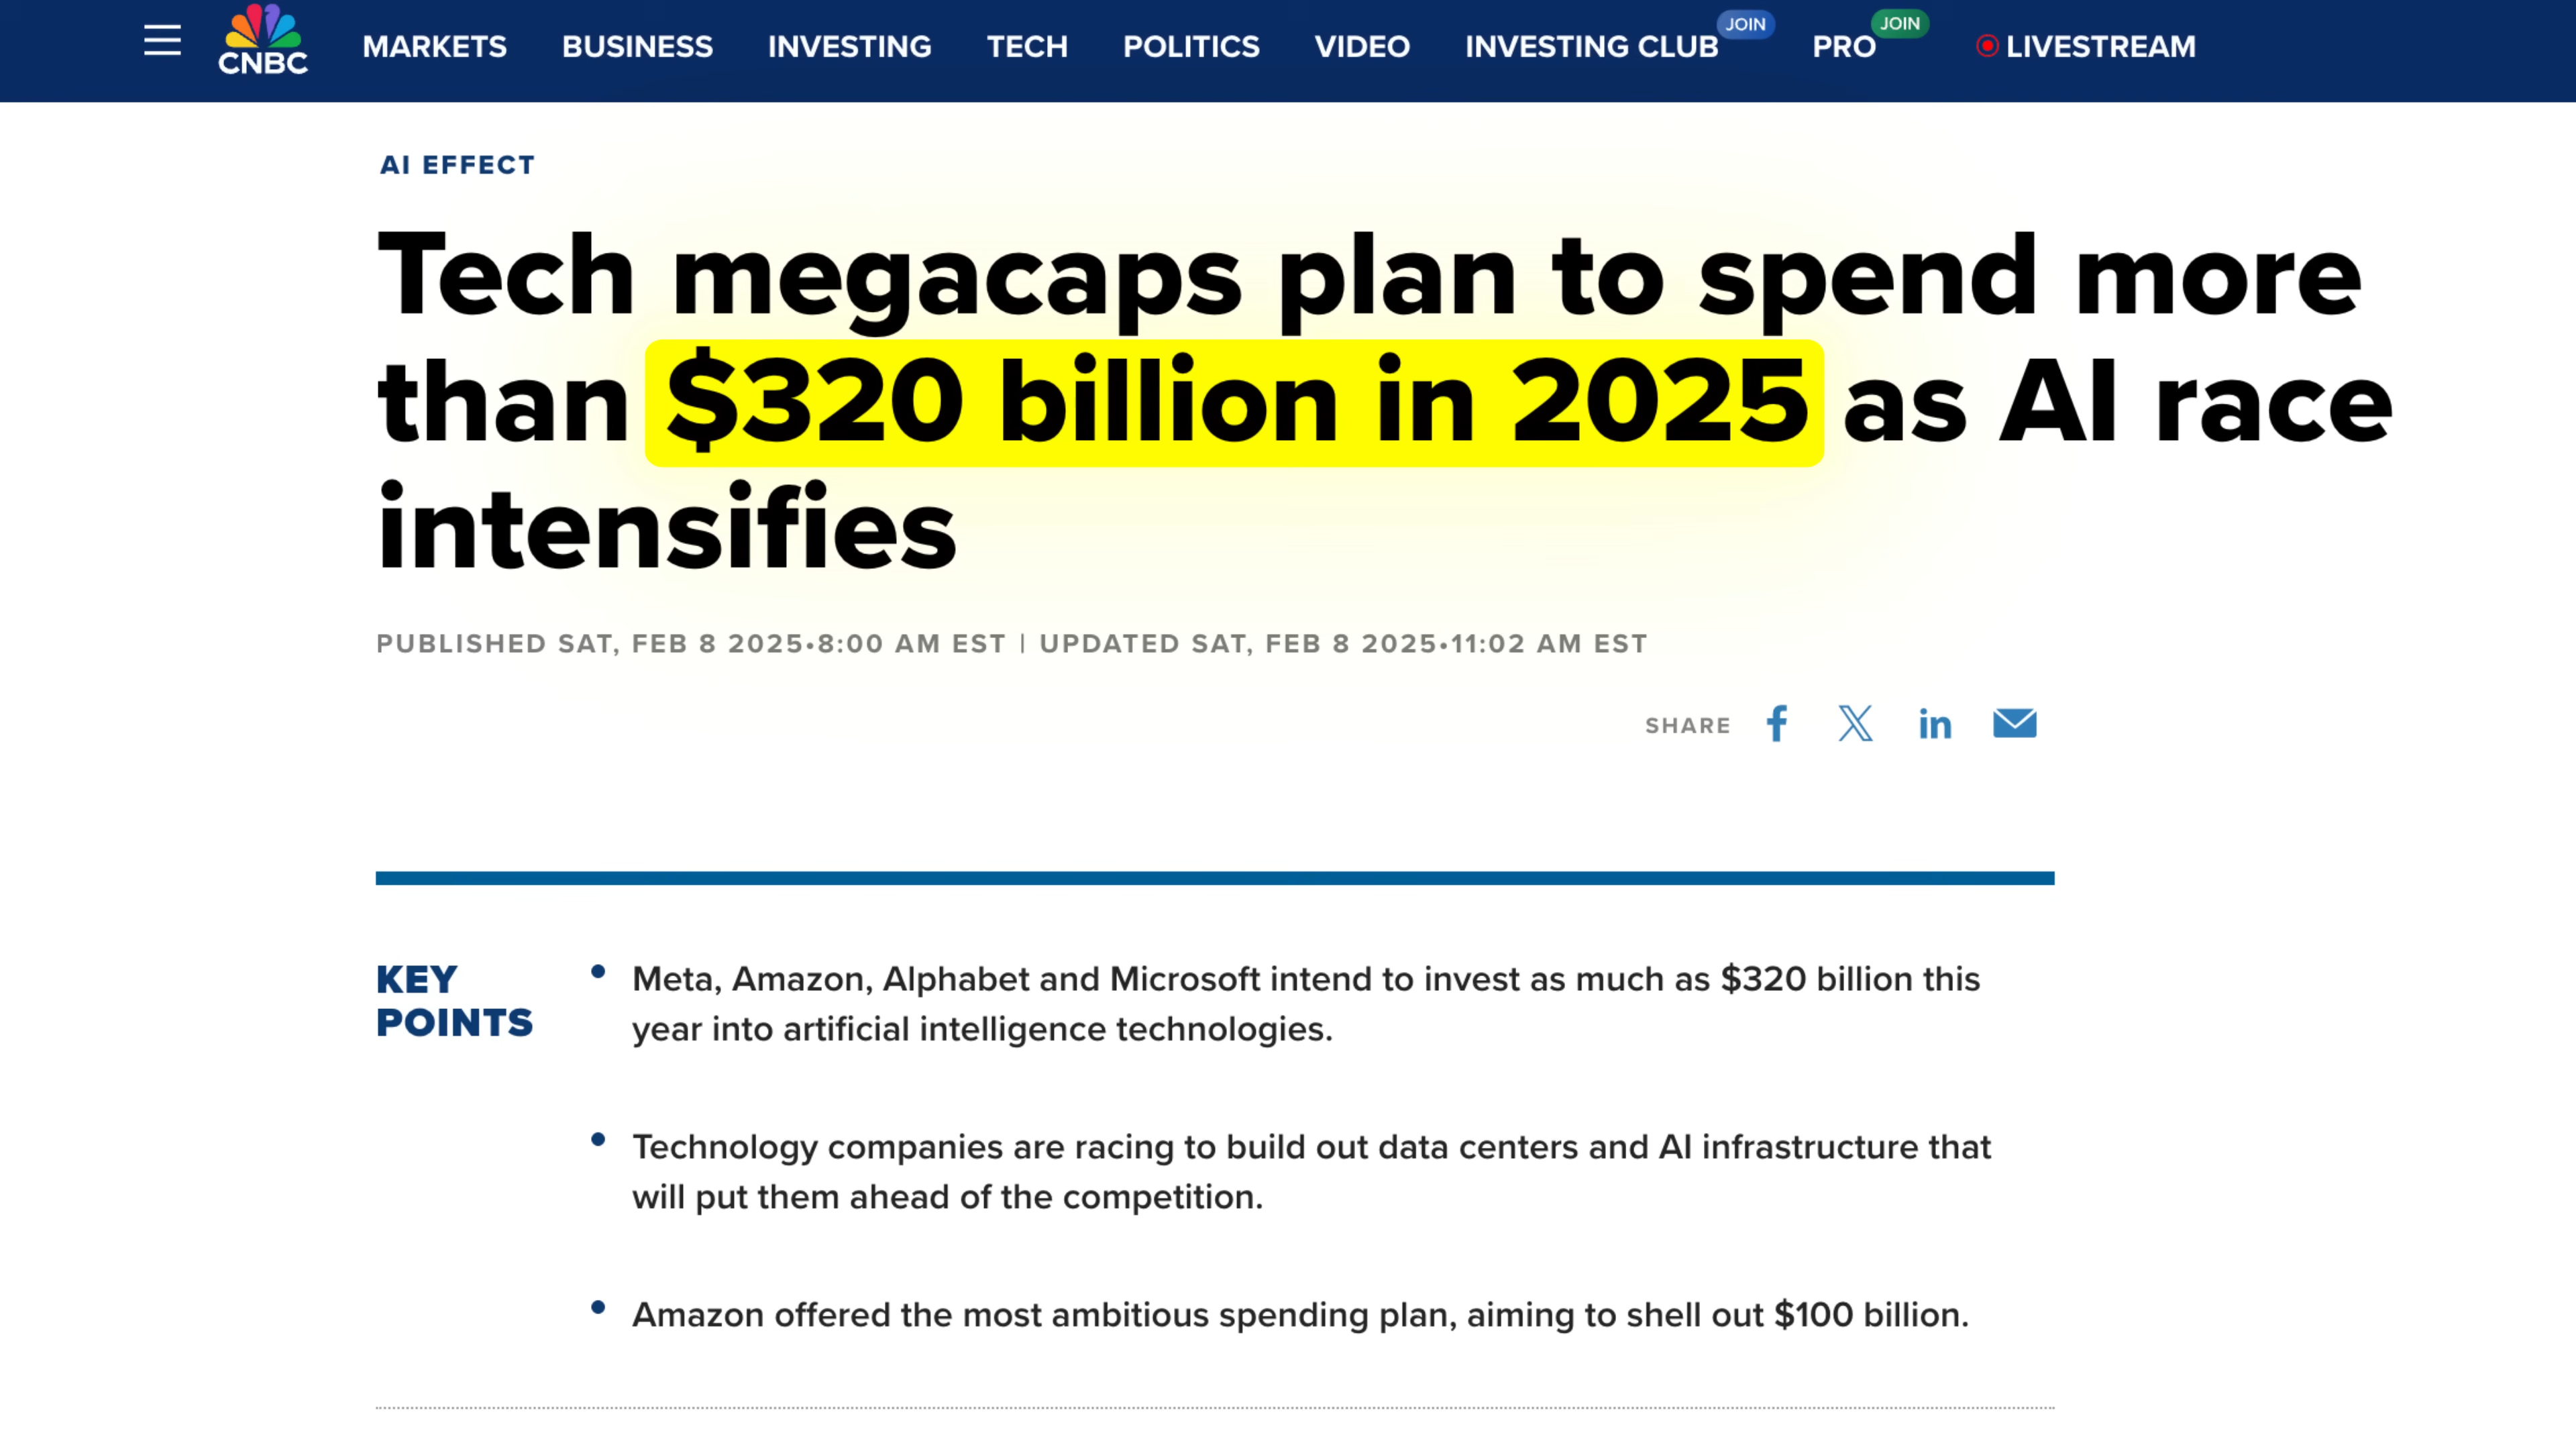 CNBC
MARKETS BUSINESS INVESTING TECH POLITICS VIDEO INVESTING CLUB JOIN PRO JOIN LIVESTREAM
AI EFFECT
Tech megacaps plan to spend more
than $320 billion in 2025 as AI race
intensifies
PUBLISHED SAT, FEB 8 2025•8:00 AM EST | UPDATED SAT, FEB 8 2025•11:02 AM EST
SHARE
KEY
POINTS
• Meta, Amazon, Alphabet and Microsoft intend to invest as much as $320 billion this
year into artificial intelligence technologies.
• Technology companies are racing to build out data centers and AI infrastructure that
will put them ahead of the competition.
• Amazon offered the most ambitious spending plan, aiming to shell out $100 billion.